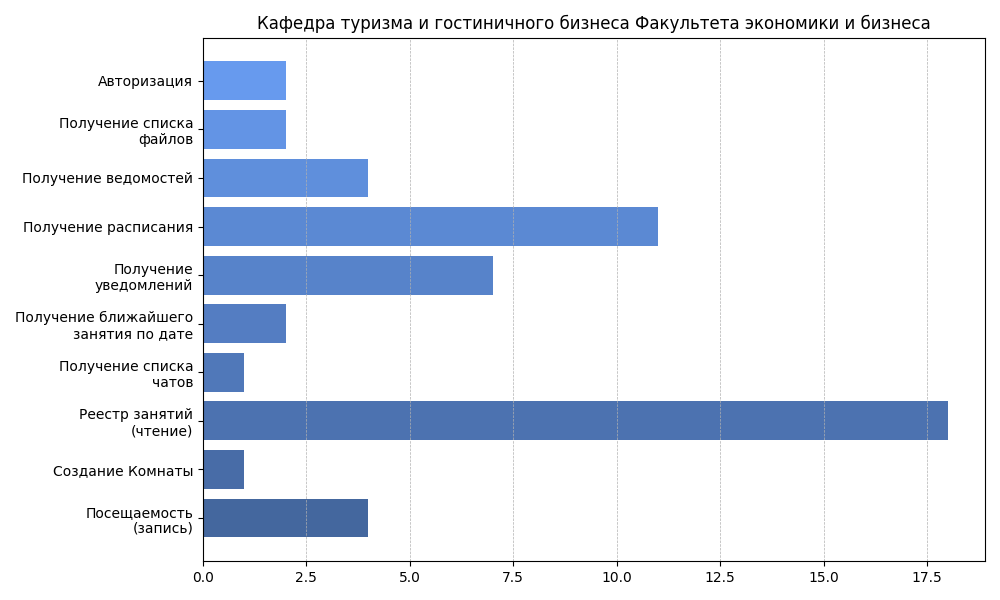 Кафедра туризма и гостиничного бизнеса Факультета экономики и бизнеса
Авторизация
Получение списка
файлов
Получение ведомостей
Получение расписания
Получение
уведомлений
Получение ближайшего
занятия по дате
Получение списка
чатов
Реестр занятий
(чтение)
Создание Комнаты
Посещаемость
(запись)
0.0 2.5 5.0 7.5 10.0 12.5 15.0 17.5